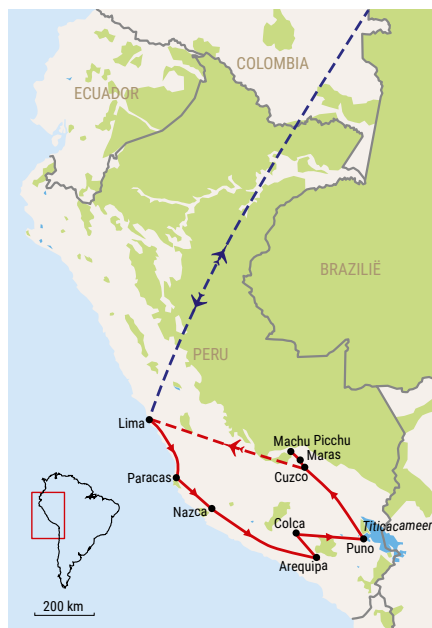 COLOMBIA
ECUADOR
BRAZILIË
PERU
Lima
Machu Picchu
Maras
Cuzco
Paracas
Nazca
Colca
Titicacameer
Puno
Arequipa
200 km